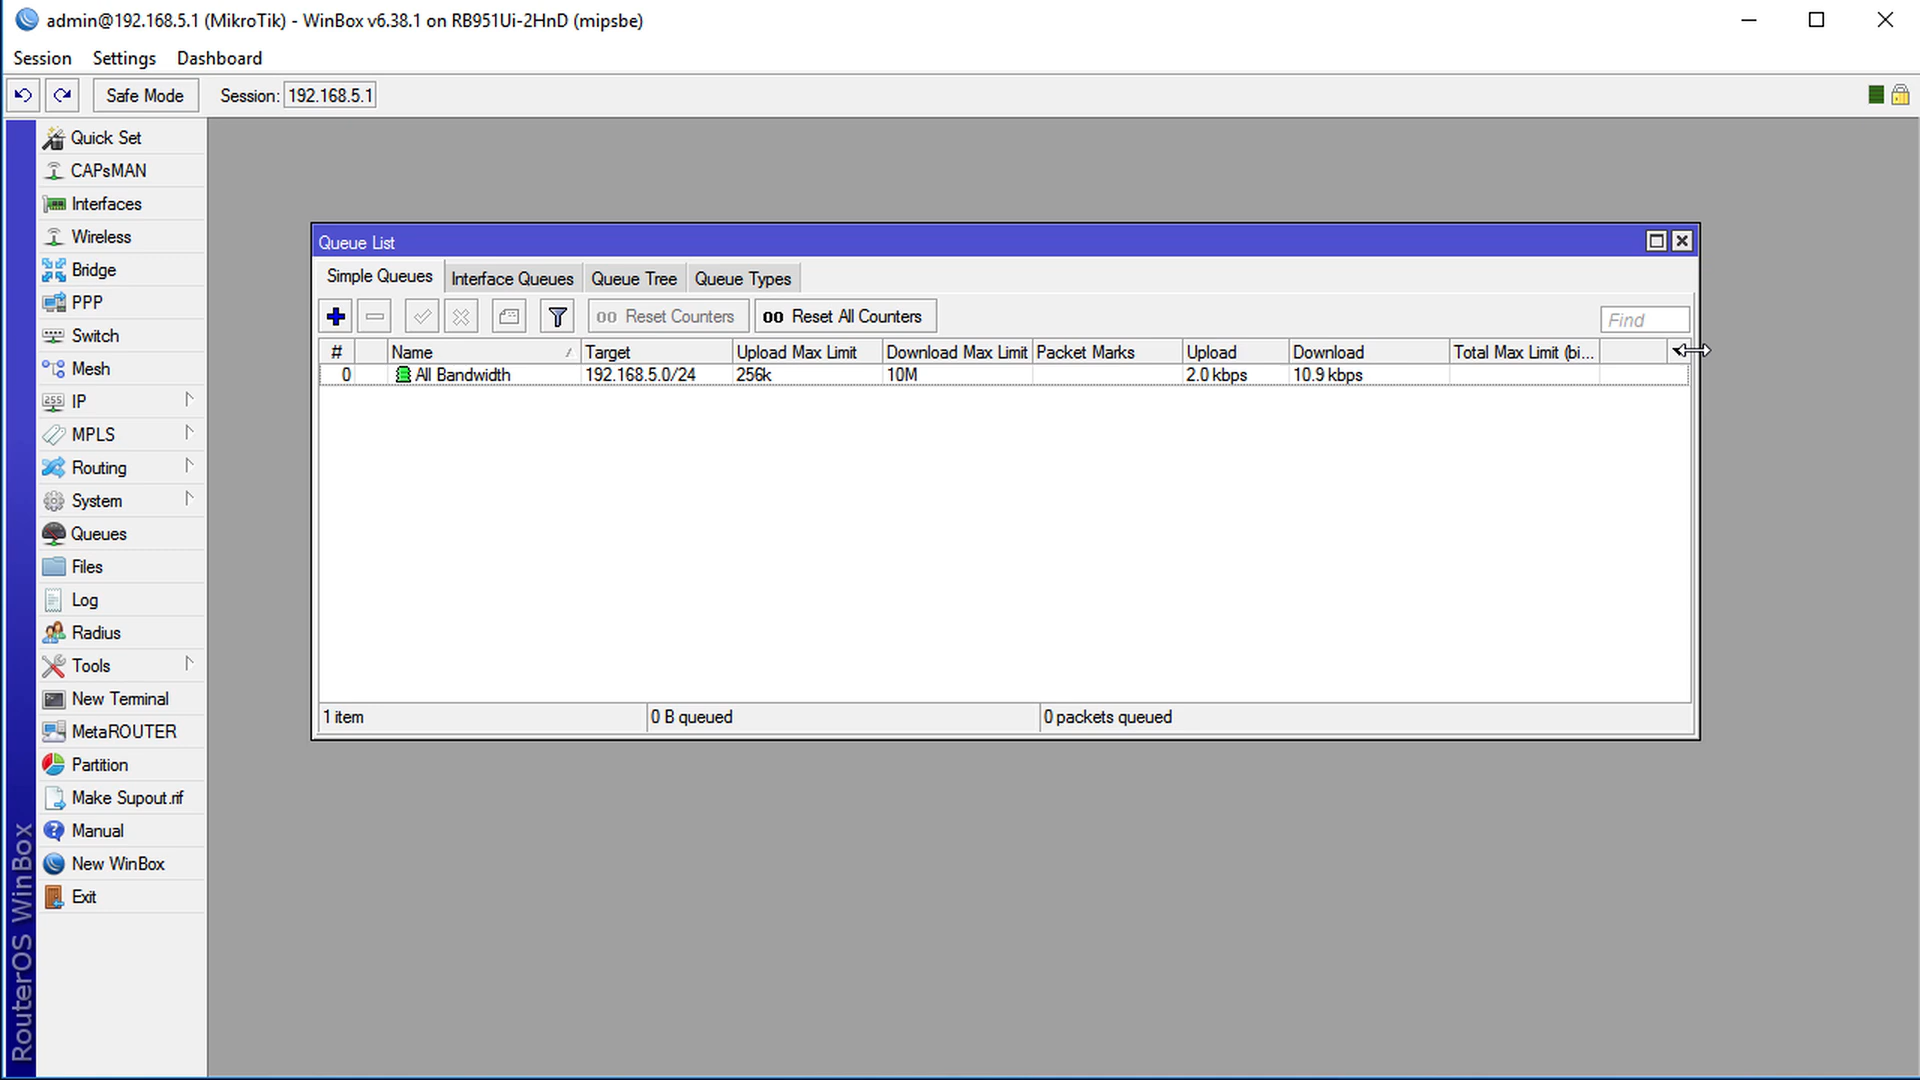 admin@192.168.5.1 (MikroTik) - WinBox v6.38.1 on RB951Ui-2HnD (mipsbe)
Session Settings Dashboard
Safe Mode Session: 192.168.5.1
Quick Set
CAPsMAN
Interfaces
Wireless
Bridge
PPP
Switch
Mesh
255 IP
MPLS
Routing
System
Queues
Files
Log
Radius
Tools
New Terminal
MetaROUTER
Partition
Make Supout.rif
Manual
New WinBox
Exit
RouterOS WinBox
Queue List
Simple Queues Interface Queues Queue Tree Queue Types
00 Reset Counters 00 Reset All Counters Find
# Name Target Upload Max Limit Download Max Limit Packet Marks Upload Download Total Max Limit (bi...
0 All Bandwidth 192.168.5.0/24 256k 10M 2.0 kbps 10.9 kbps
1 item 0 B queued 0 packets queued